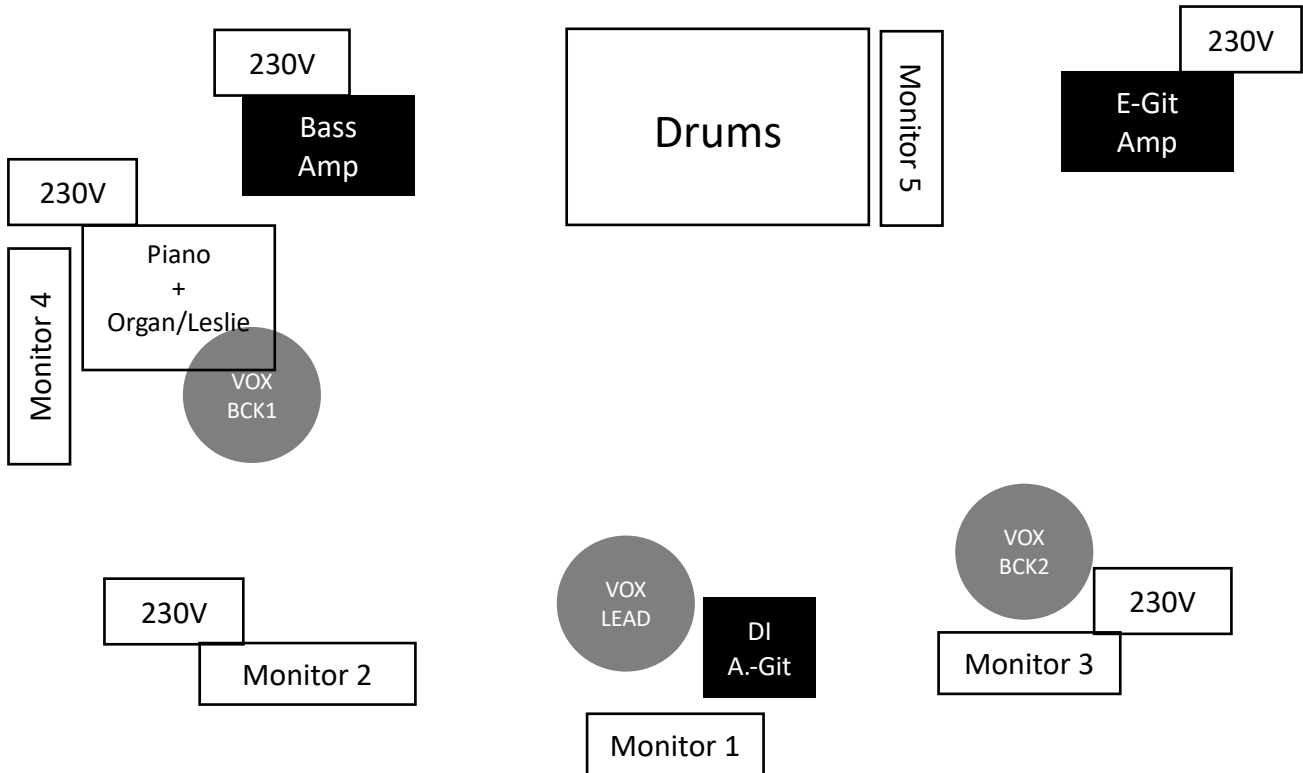 230V
Bass
Amp
Drums
Monitor 5
230V
E-Git
Amp
230V
Piano
+
Organ/Leslie
Monitor 4
VOX
BCK1
230V
Monitor 2
VOX
LEAD
DI
A.-Git
Monitor 1
VOX
BCK2
230V
Monitor 3